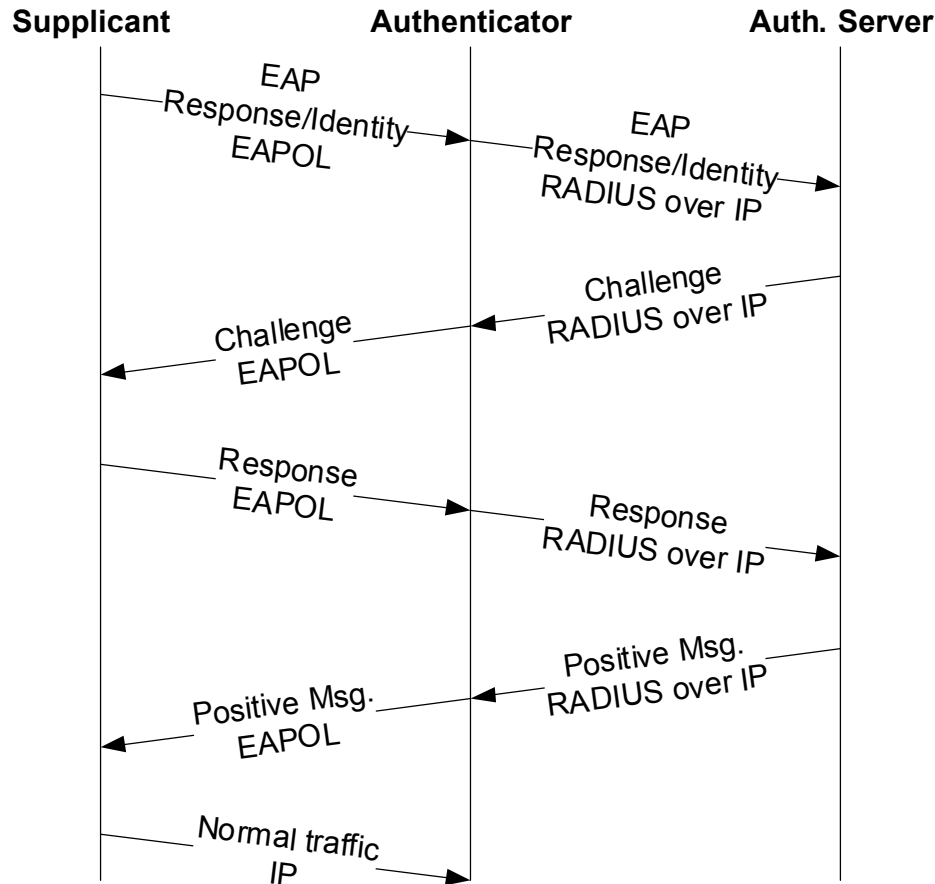 Supplicant
Authenticator
Auth. Server
EAP
Response/Identity
EAPOL
EAP
Response/Identity
RADIUS over IP
Challenge
RADIUS over IP
Challenge
EAPOL
Response
EAPOL
Response
RADIUS over IP
Positive Msg.
RADIUS over IP
Positive Msg.
EAPOL
Normal traffic
IP